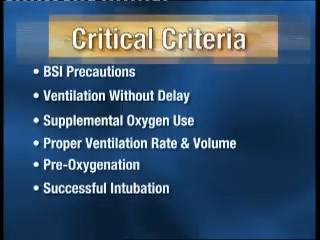 Critical Criteria
• BSI Precautions
• Ventilation Without Delay
• Supplemental Oxygen Use
• Proper Ventilation Rate & Volume
• Pre-Oxygenation
• Successful Intubation